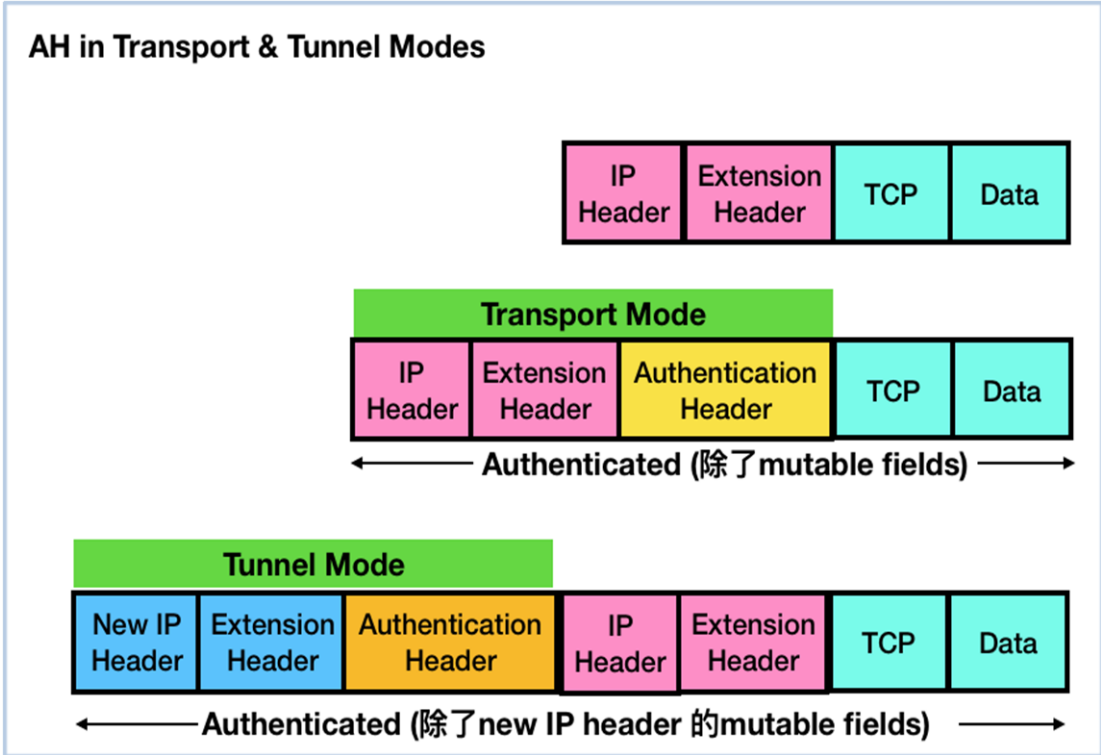 AH in Transport & Tunnel Modes
IP
Header
Extension
Header
TCP
Data
Transport Mode
IP
Header
Extension
Header
Authentication
Header
TCP
Data
Authenticated (除了mutable fields)
Tunnel Mode
New IP
Header
Extension
Header
Authentication
Header
IP
Header
Extension
Header
TCP
Data
Authenticated (除了new IP header 的mutable fields)